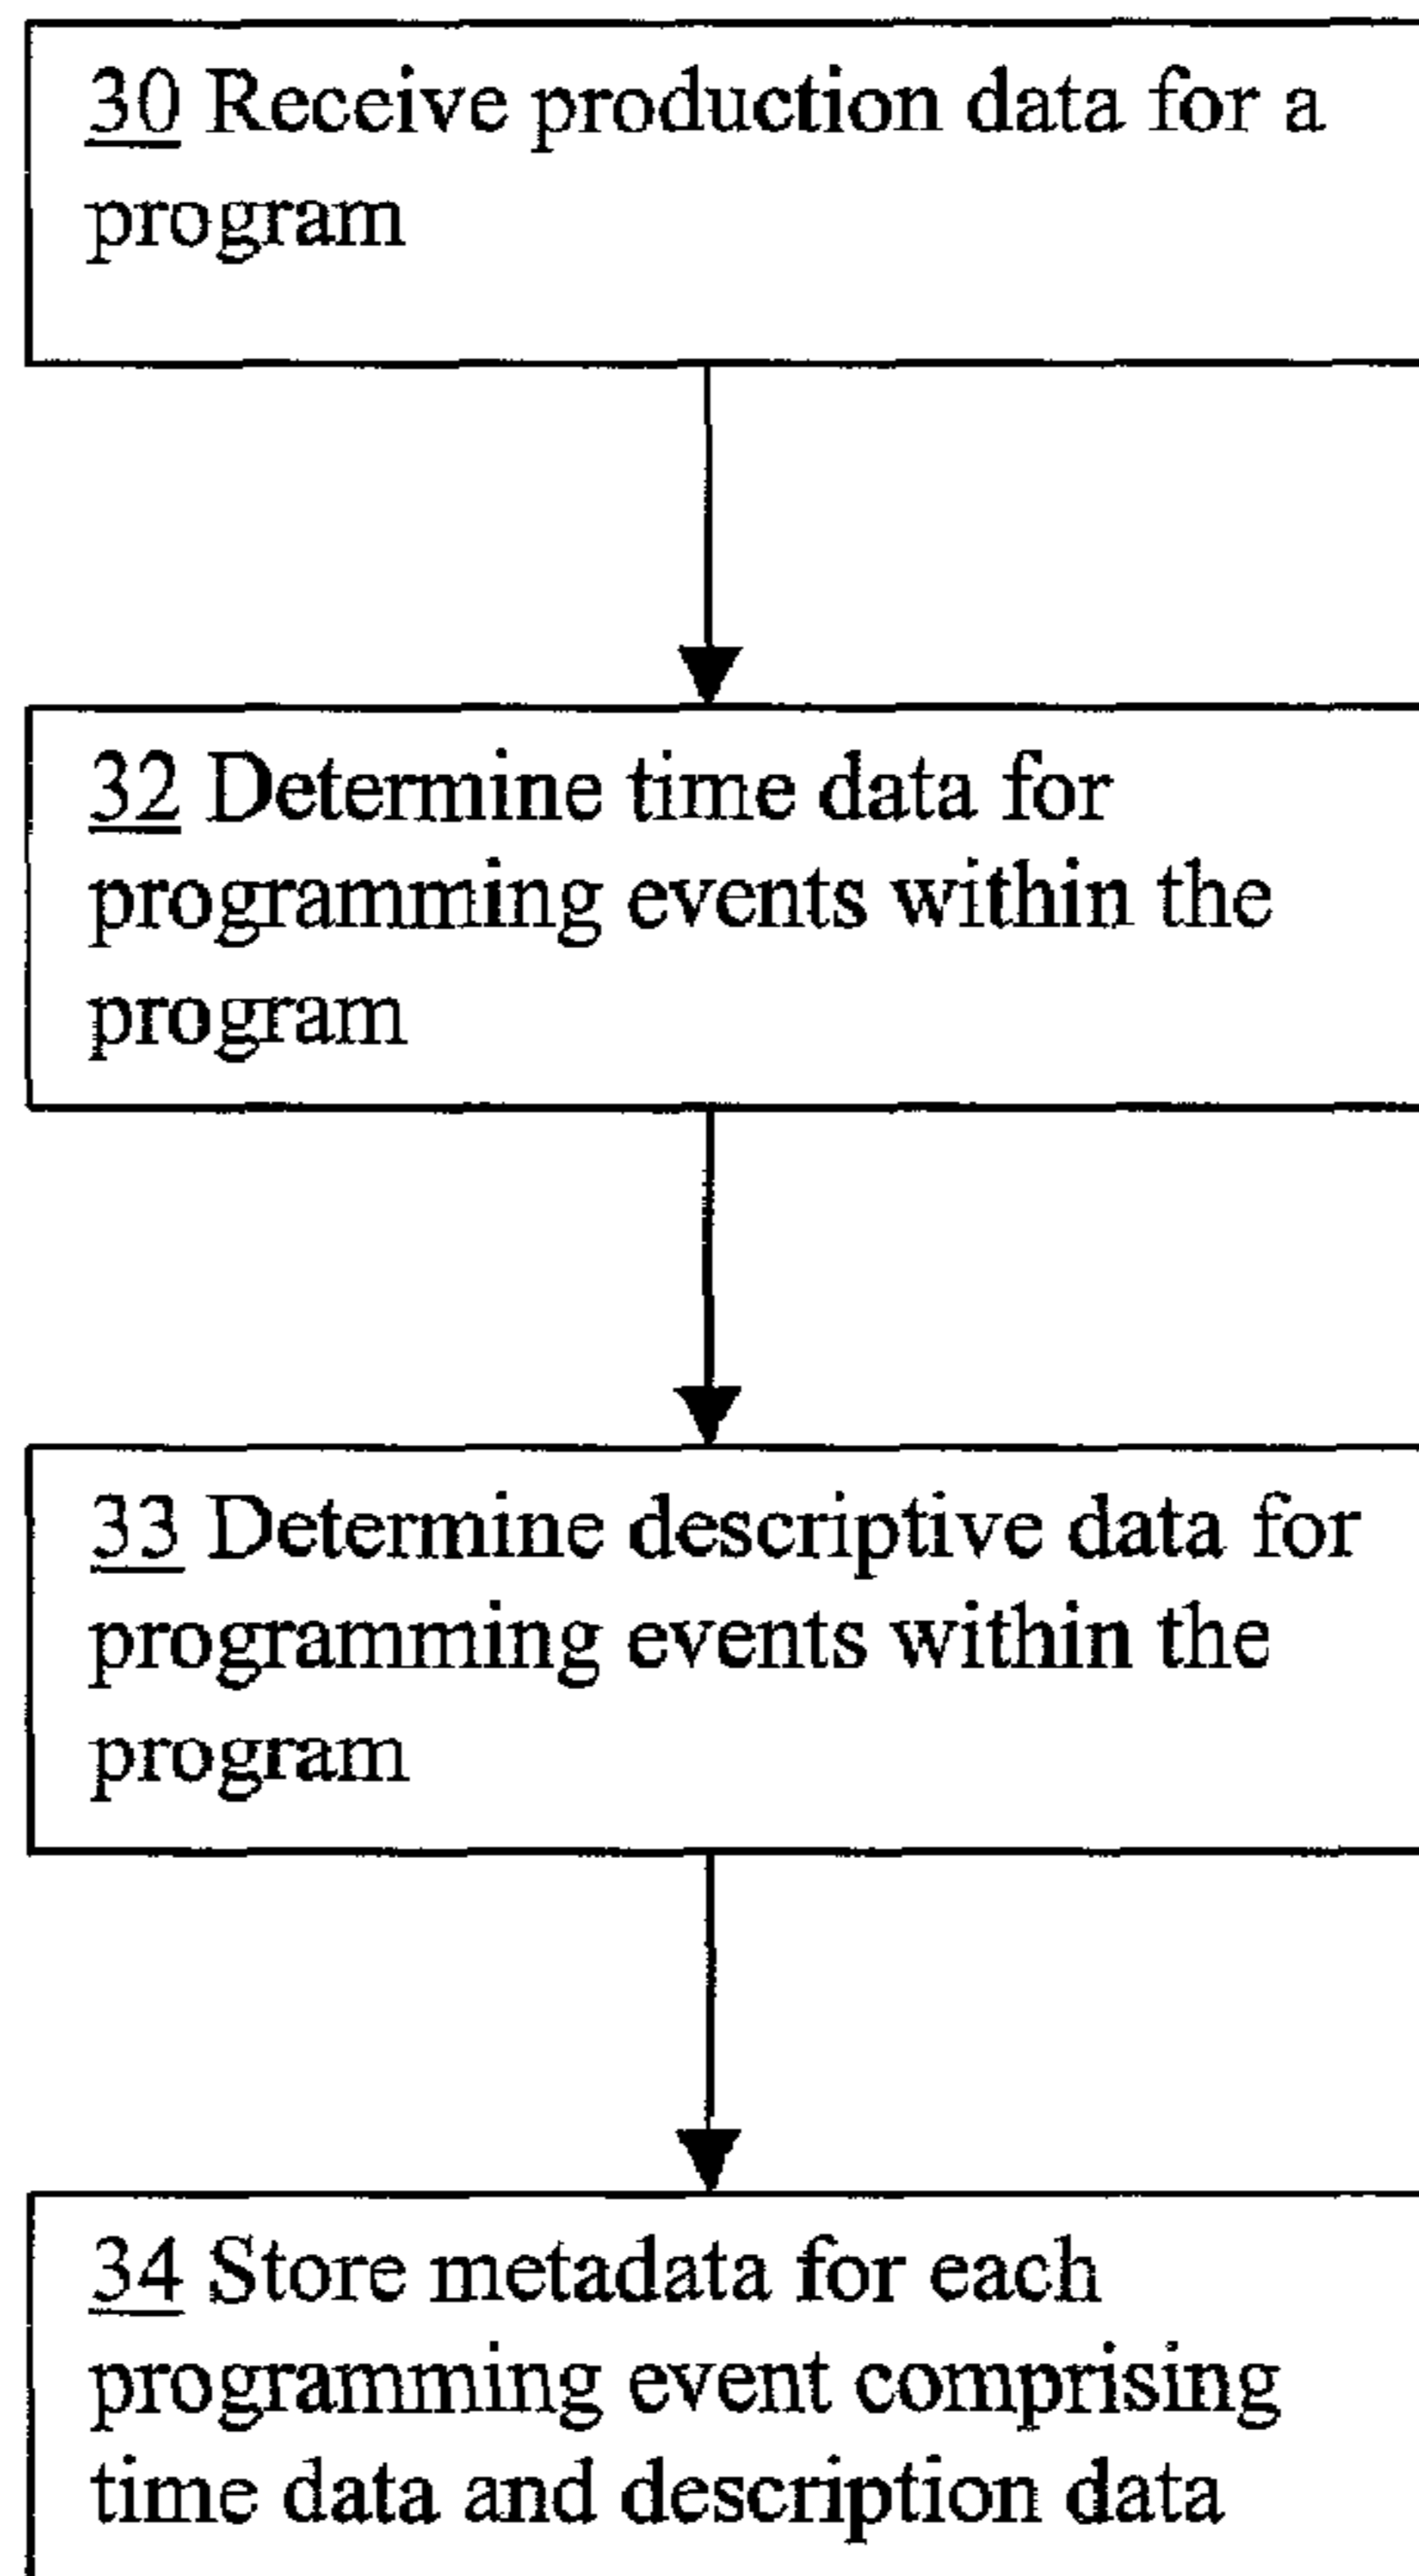 30 Receive production data for a
program
32 Determine time data for
programming events within the
program
33 Determine descriptive data for
programming events within the
program
34 Store metadata for each
programming event comprising
time data and description data